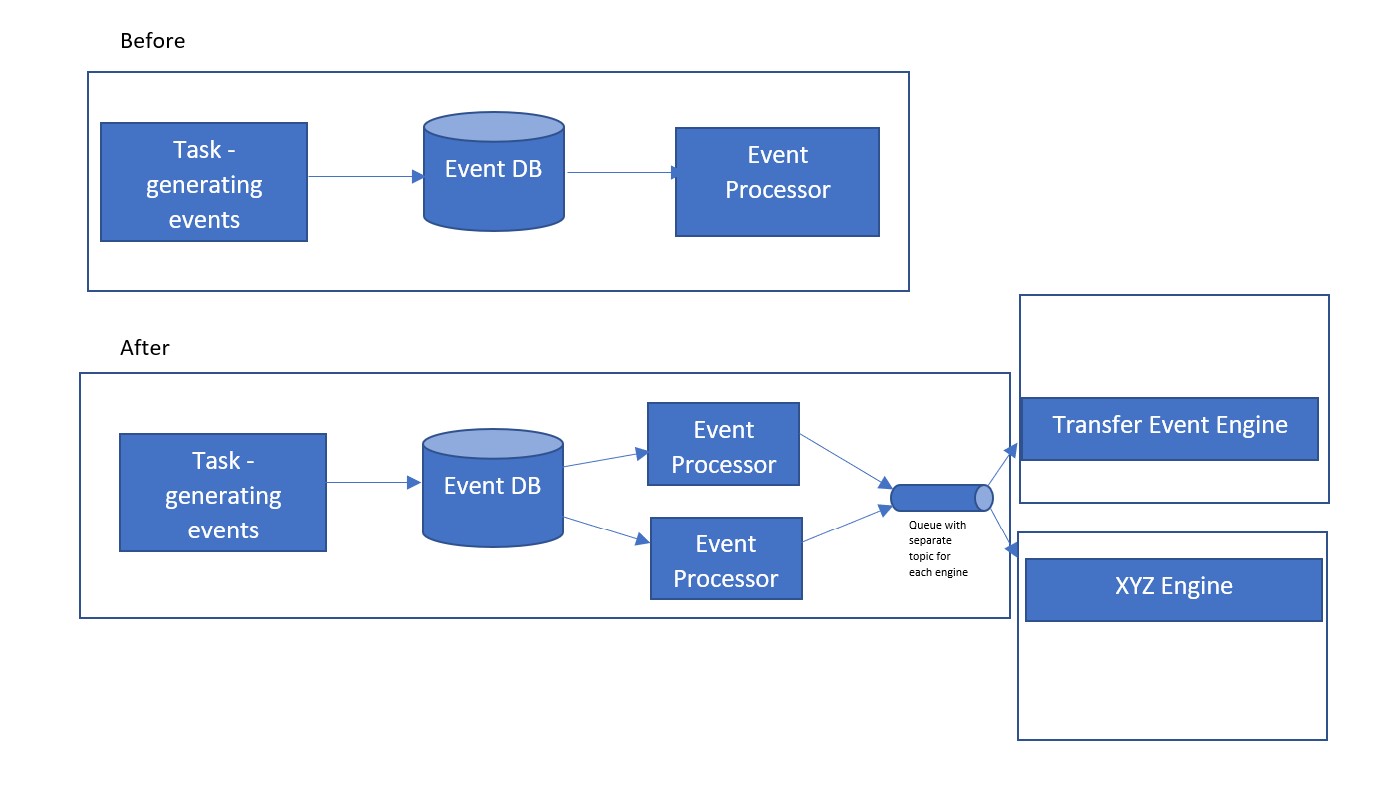 Before
Task -
generating
events
Event DB
Event
Processor
After
Task -
generating
events
Event DB
Event
Processor
Event
Processor
Queue with
separate
topic for
each engine
Transfer Event Engine
XYZ Engine